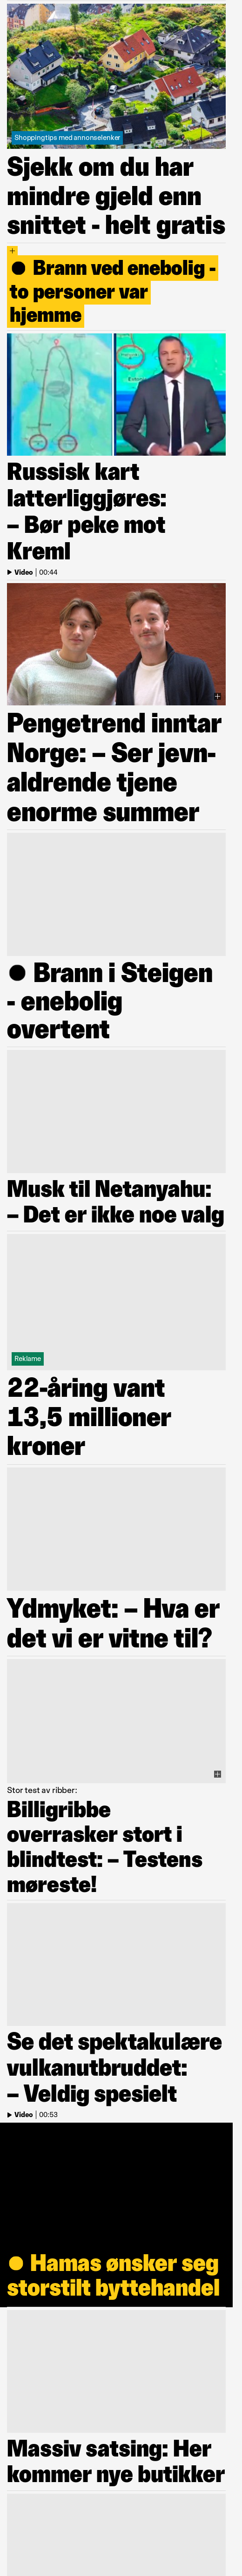 Shoppingtips med annonselenker
Sjekk om du har
mindre gjeld enn
snittet - helt gratis
+
Brann ved enebolig -
to personer var
hjemme
Russisk kart
latterliggjøres:
– Bør peke mot
Kreml
Video | 00:44
Pengetrend inntar
Norge: – Ser jevn-
aldrende tjene
enorme summer
Brann i Steigen
- enebolig
overtent
Musk til Netanyahu:
– Det er ikke noe valg
Reklame
22-åring vant
13,5 millioner
kroner
Ydmyket: – Hva er
det vi er vitne til?
Stor test av ribber:
Billigribbe
overrasker stort i
blindtest: – Testens
møreste!
Se det spektakulære
vulkanutbruddet:
– Veldig spesielt
Video | 00:53
Hamas ønsker seg
storstilt byttehandel
Massiv satsing: Her
kommer nye butikker